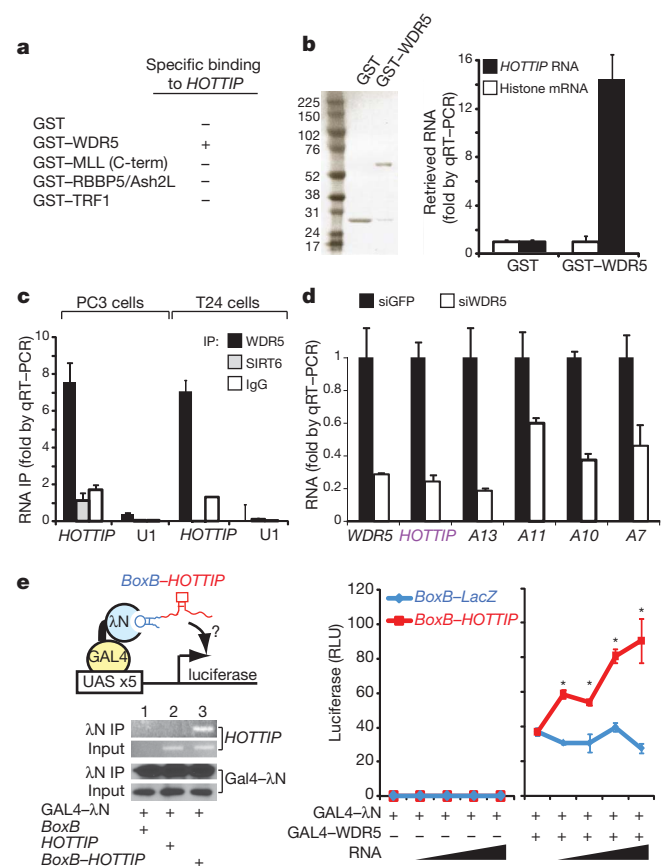 a
Specific binding
to HOTTIP
GST –
GST–WDR5 +
GST–MLL (C-term) –
GST–RBBP5/Ash2L –
GST–TRF1 –
b
GST
GST–WDR5
225
150
102
76
52
38
31
24
17
Retrieved RNA
(fold by qRT–PCR)
16
12
8
4
0
HOTTIP RNA
Histone mRNA
GST GST–WDR5
c
PC3 cells T24 cells
RNA IP (fold by qRT–PCR)
10
8
6
4
2
0
IP: WDR5
SIRT6
IgG
HOTTIP U1 HOTTIP U1
d
siGFP siWDR5
RNA (fold by qRT–PCR)
1
0.8
0.6
0.4
0.2
0
WDR5 HOTTIP A13 A11 A10 A7
e
BoxB–HOTTIP
λN
?
GAL4
UAS x5
luciferase
1 2 3
λN IP
Input
HOTTIP
λN IP
Input
Gal4–λN
GAL4–λN + + +
BoxB +
HOTTIP +
BoxB–HOTTIP +
Luciferase (RLU)
120
100
80
60
40
20
0
BoxB–LacZ
BoxB–HOTTIP
* * * *
GAL4–λN + + + + + + + + + +
GAL4–WDR5 – – – – – + + + + +
RNA